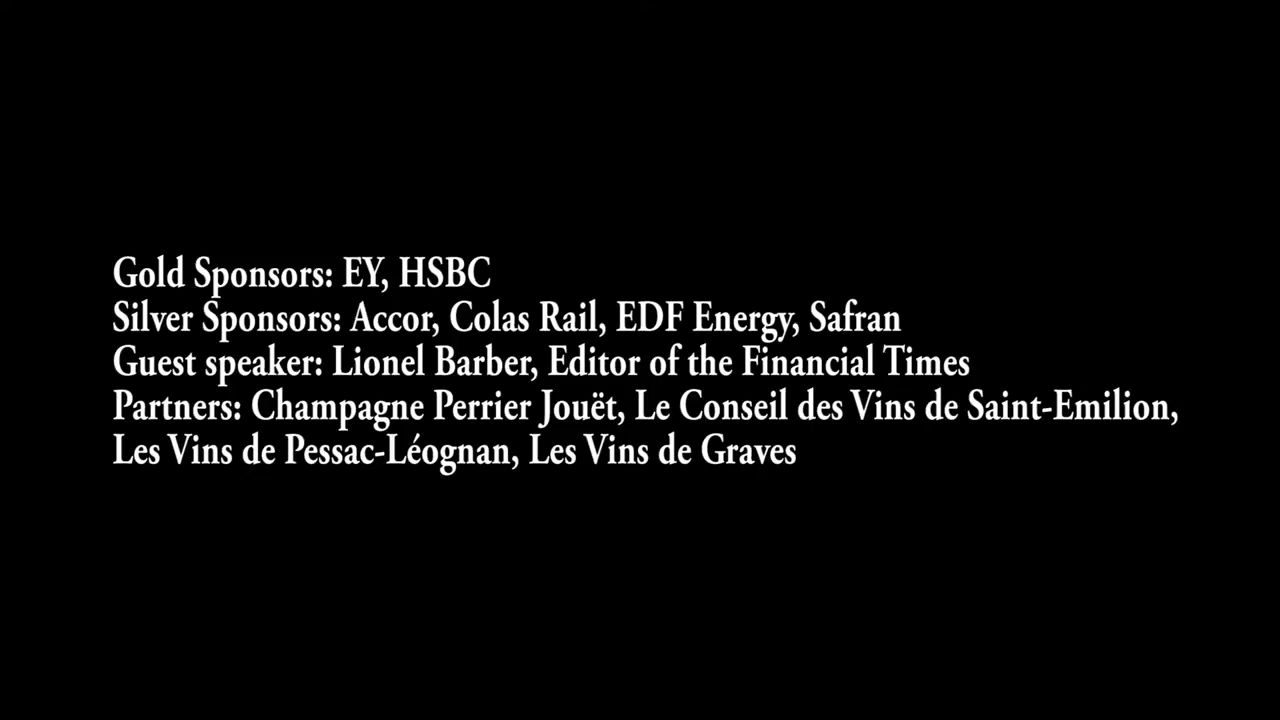 Gold Sponsors: EY, HSBC
Silver Sponsors: Accor, Colas Rail, EDF Energy, Safran
Guest speaker: Lionel Barber, Editor of the Financial Times
Partners: Champagne Perrier Jouët, Le Conseil des Vins de Saint-Emilion,
Les Vins de Pessac-Léognan, Les Vins de Graves